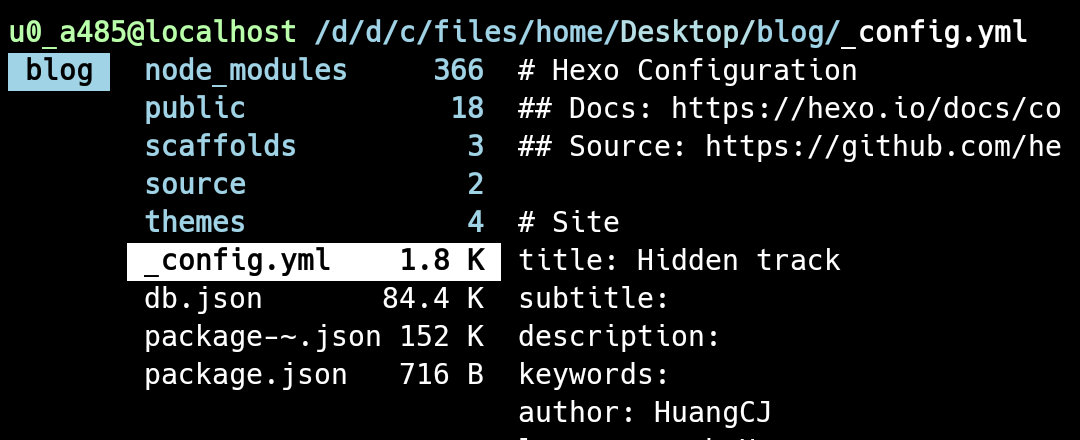 u0_a485@localhost /d/d/c/files/home/Desktop/blog/_config.yml
blog node_modules 366 # Hexo Configuration
public 18 ## Docs: https://hexo.io/docs/co
scaffolds 3 ## Source: https://github.com/he
source 2
themes 4 # Site
_config.yml 1.8 K title: Hidden track
db.json 84.4 K subtitle:
package-~.json 152 K description:
package.json 716 B keywords:
author: HuangCJ